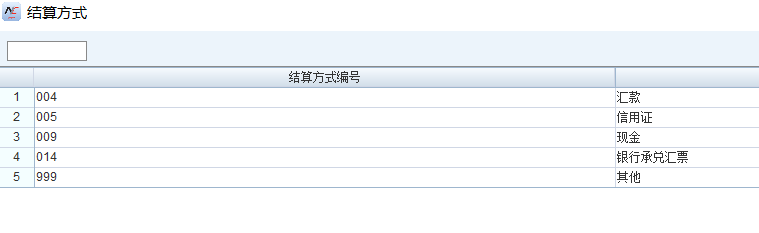 结算方式
结算方式编号
1 004 汇款
2 005 信用证
3 009 现金
4 014 银行承兑汇票
5 999 其他